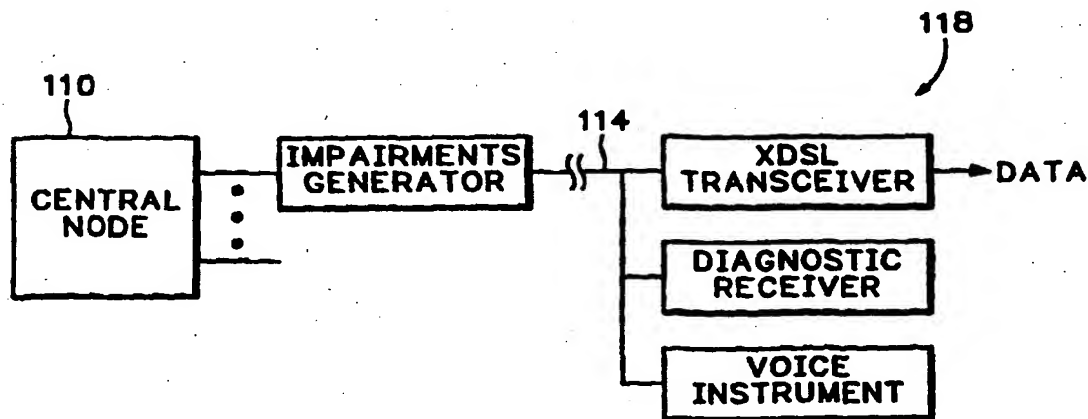 118
110
114
CENTRAL
NODE
IMPAIRMENTS
GENERATOR
XDSL
TRANSCEIVER
DATA
DIAGNOSTIC
RECEIVER
VOICE
INSTRUMENT